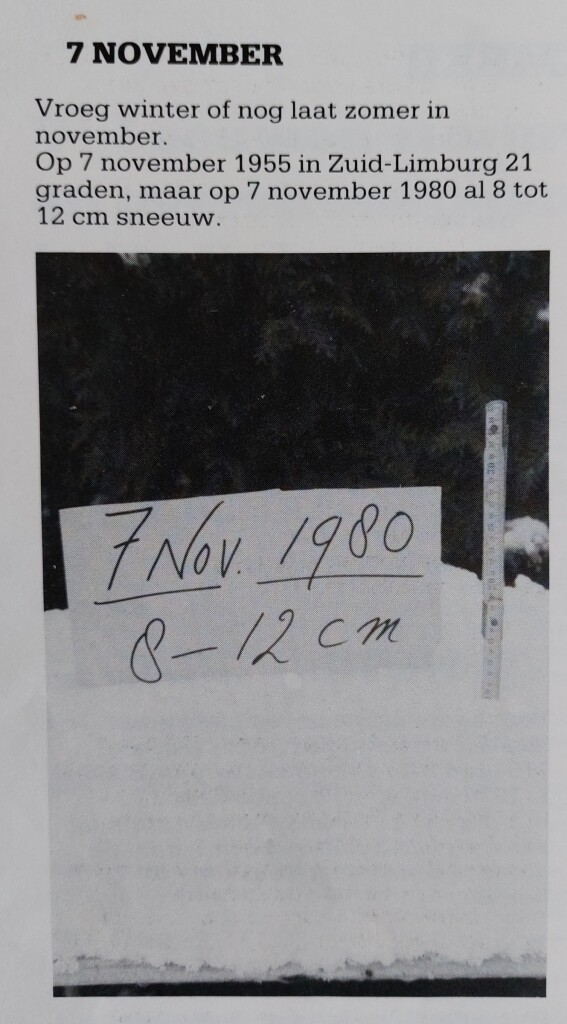 7 NOVEMBER
Vroeg winter of nog laat zomer in
november.
Op 7 november 1955 in Zuid-Limburg 21
graden, maar op 7 november 1980 al 8 tot
12 cm sneeuw.
7 Nov. 1980
8-12 cm